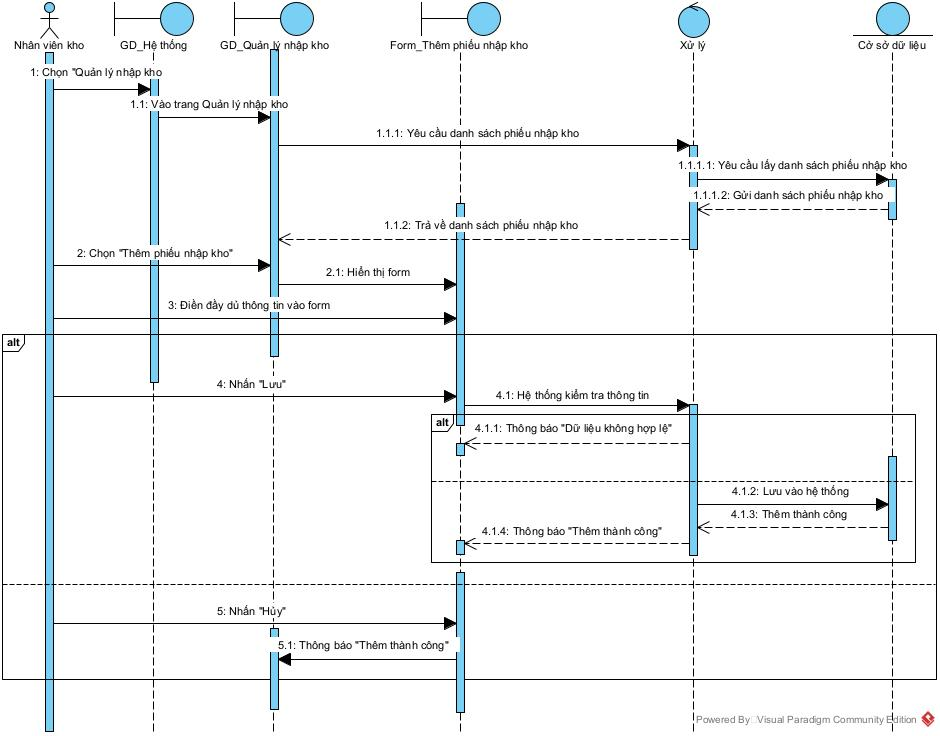 Nhân viên kho
GD_Hệ thống
GD_Quản lý nhập kho
Form_Thêm phiếu nhập kho
Xử lý
Cở sở dữ liệu
1: Chọn "Quản lý nhập kho
1.1: Vào trang Quản lý nhập kho
1.1.1: Yêu cầu danh sách phiếu nhập kho
1.1.1.1: Yêu cầu lấy danh sách phiếu nhập kho
1.1.1.2: Gửi danh sách phiếu nhập kho
1.1.2: Trả về danh sách phiếu nhập kho
2: Chọn "Thêm phiếu nhập kho"
2.1: Hiển thị form
3: Điền đầy dủ thông tin vào form
alt
4: Nhấn "Lưu"
4.1: Hệ thống kiểm tra thông tin
alt
4.1.1: Thông báo "Dữ liệu không hợp lệ"
4.1.2: Lưu vào hệ thống
4.1.3: Thêm thành công
4.1.4: Thông báo "Thêm thành công"
5: Nhấn "Hủy"
5.1: Thông báo "Thêm thành công"
Powered By Visual Paradigm Community Edition